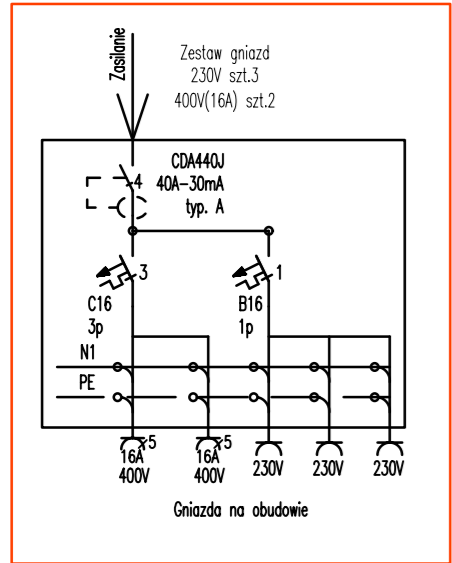 Zasilanie
Zestaw gniazd
230V szt.3
400V(16A) szt.2
CDA440J
4 40A-30mA
typ. A
3
1
C16
3p
B16
1p
N1
PE
5
5
16A
400V
16A
400V
230V
230V
230V
Gniazda na obudowie